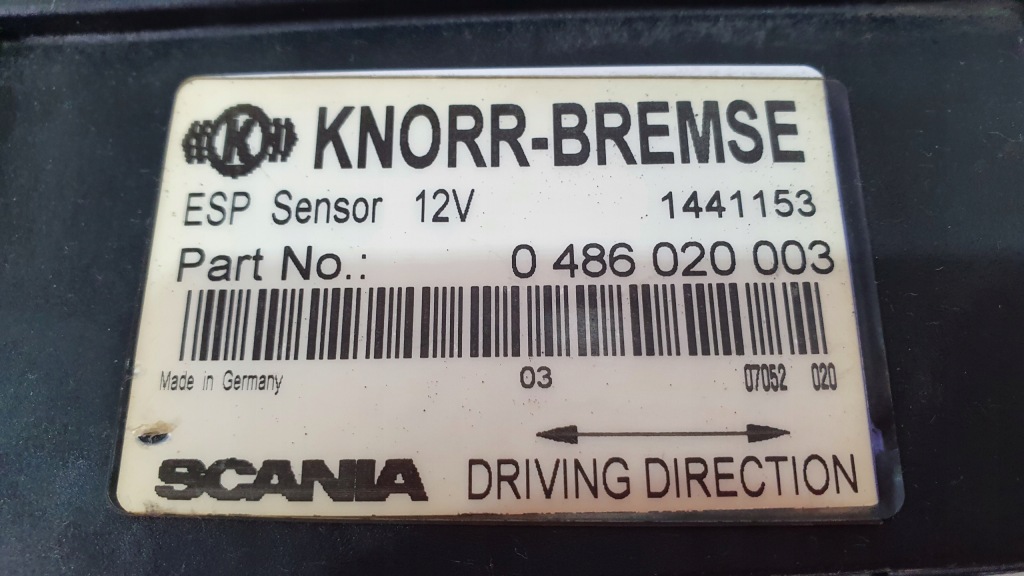 K KNORR-BREMSE
ESP Sensor 12V 1441153
Part No.: 0 486 020 003
Made in Germany 03 07052 020
SCANIA DRIVING DIRECTION